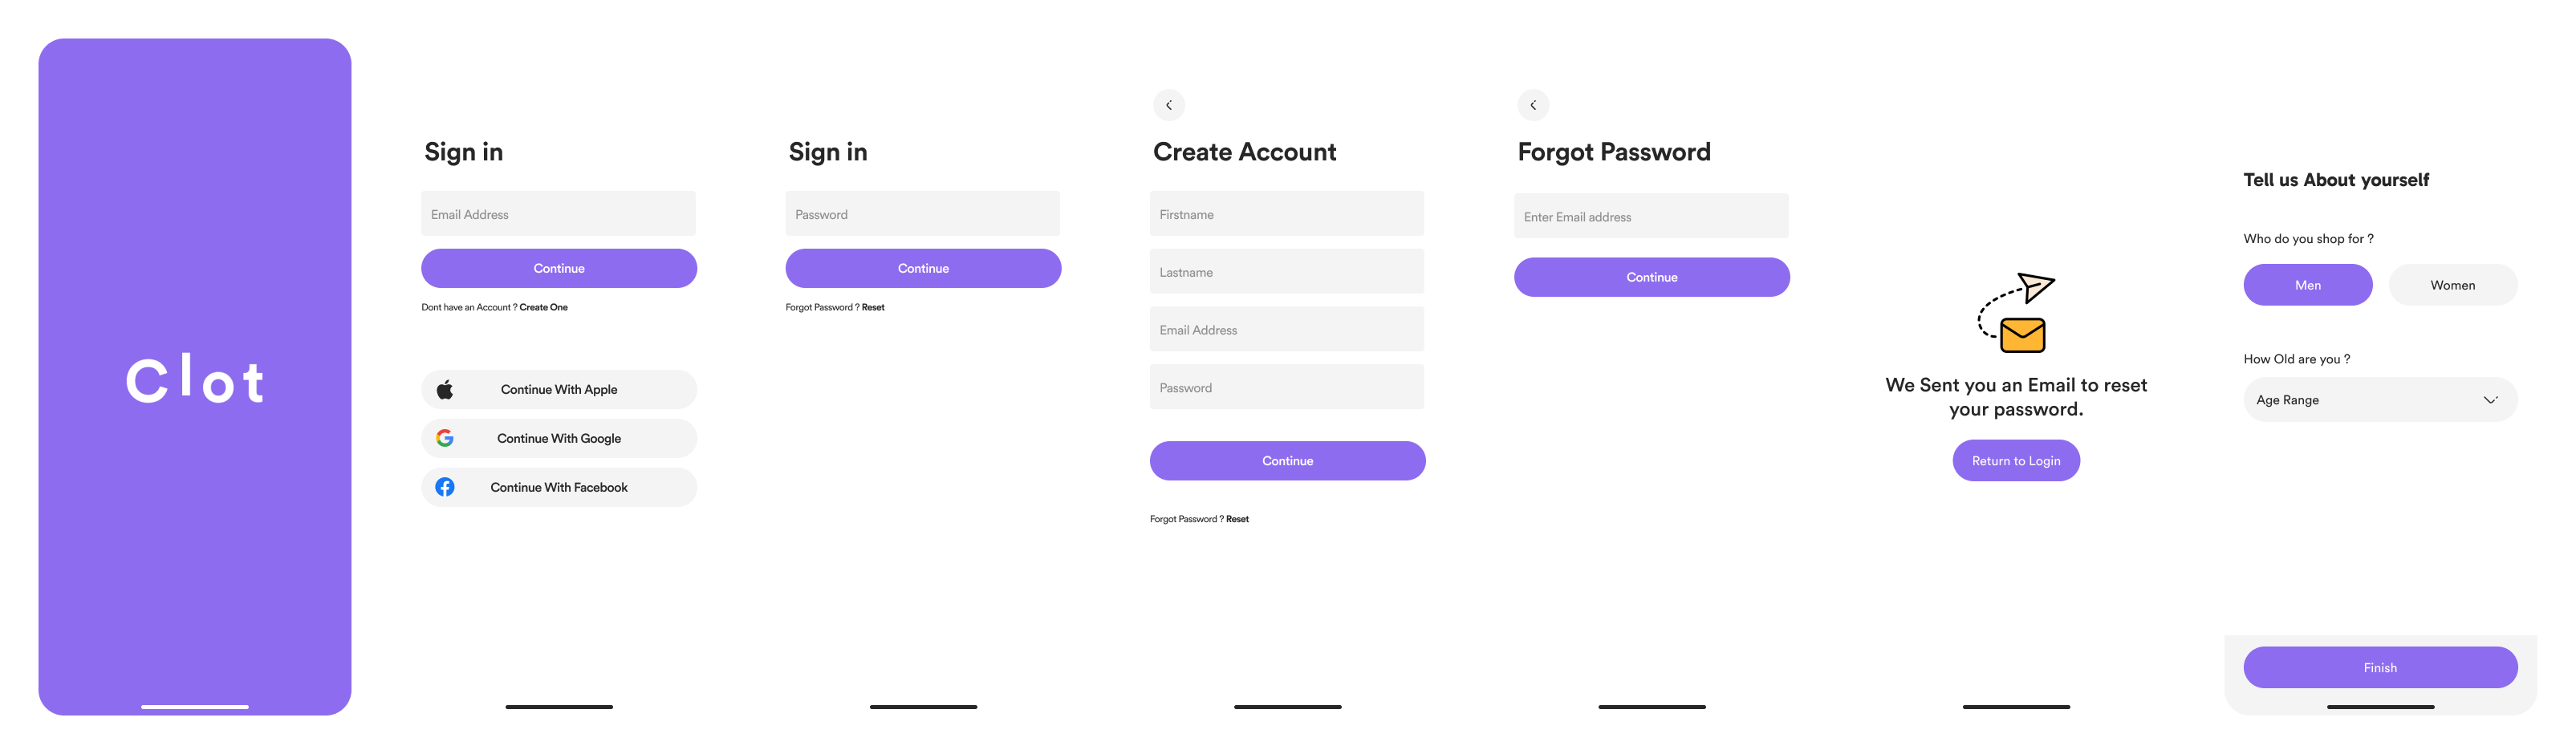 Clot
Sign in
Email Address
Continue
Dont have an Account ? Create One
Continue With Apple
Continue With Google
Continue With Facebook
Sign in
Password
Continue
Forgot Password ? Reset
Create Account
Firstname
Lastname
Email Address
Password
Continue
Forgot Password ? Reset
Forgot Password
Enter Email address
Continue
We Sent you an Email to reset
your password.
Return to Login
Tell us About yourself
Who do you shop for ?
Men Women
How Old are you ?
Age Range
Finish